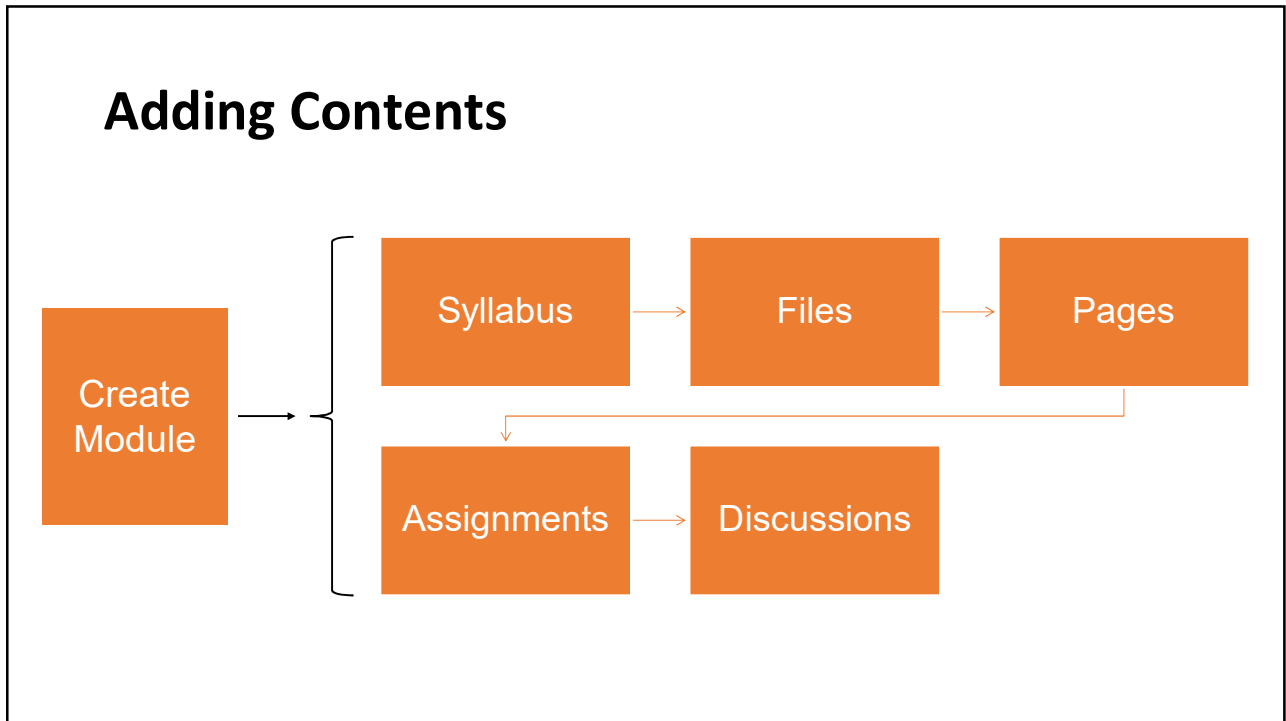 Adding Contents
Create
Module
Syllabus
Files
Pages
Assignments
Discussions